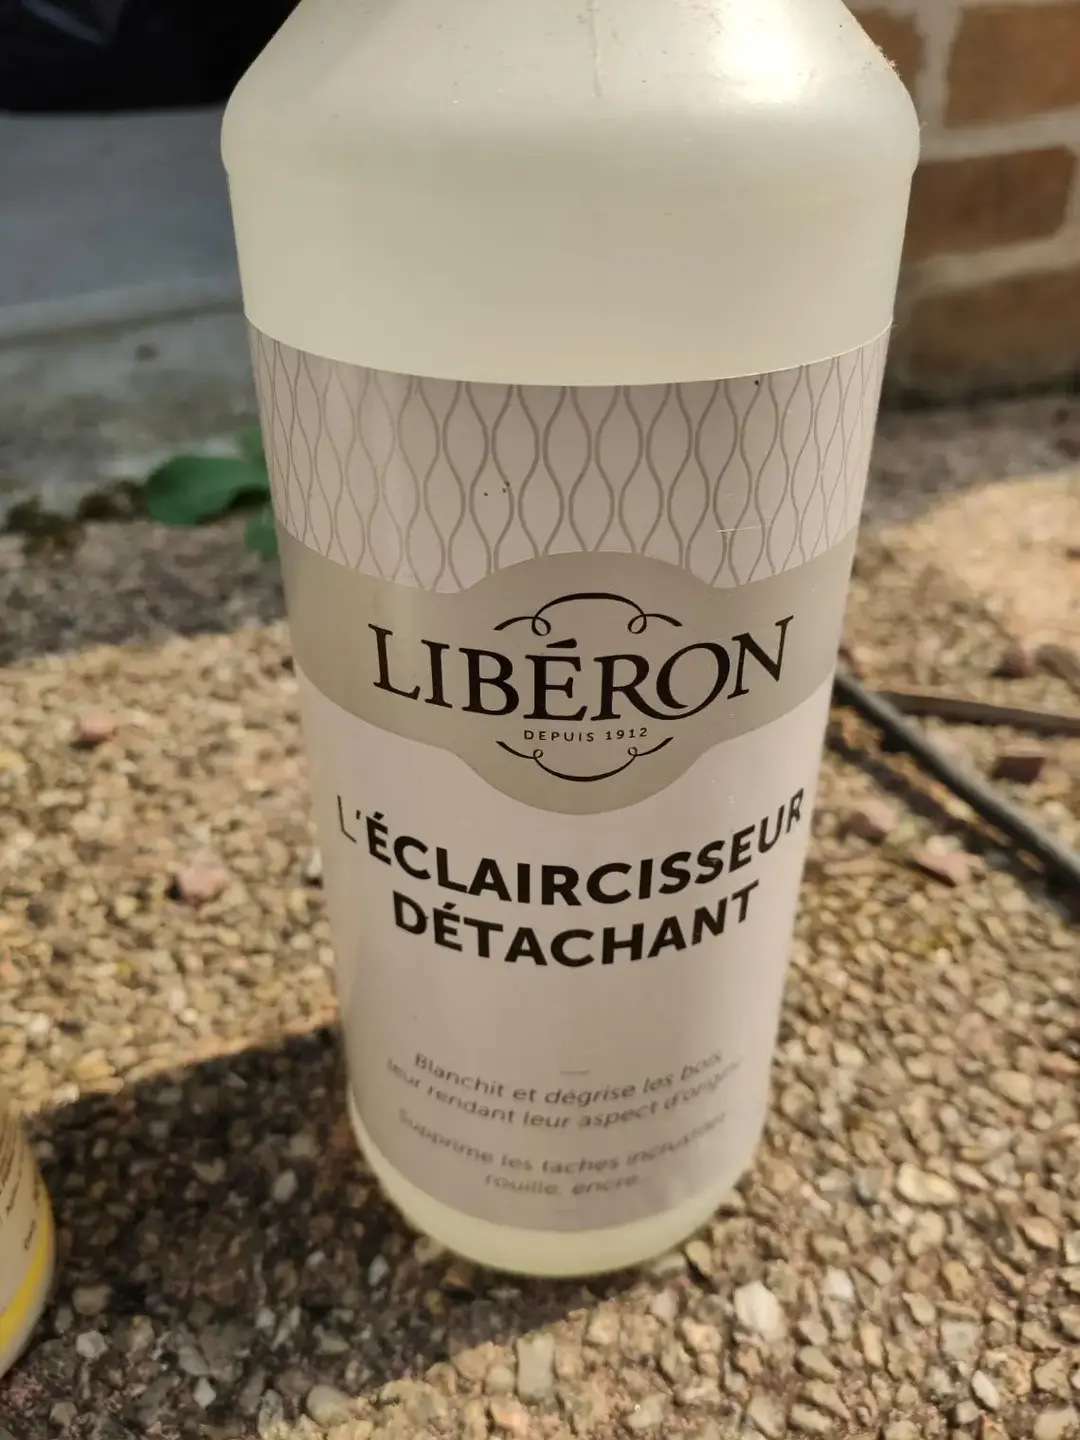 LIBÉRON
DEPUIS 1912
L'ÉCLAIRCISSEUR
DÉTACHANT
Blanchit et dégrise les bois
leur rendant leur aspect d'origine.
Supprime les taches incrustées
rouille, encre...